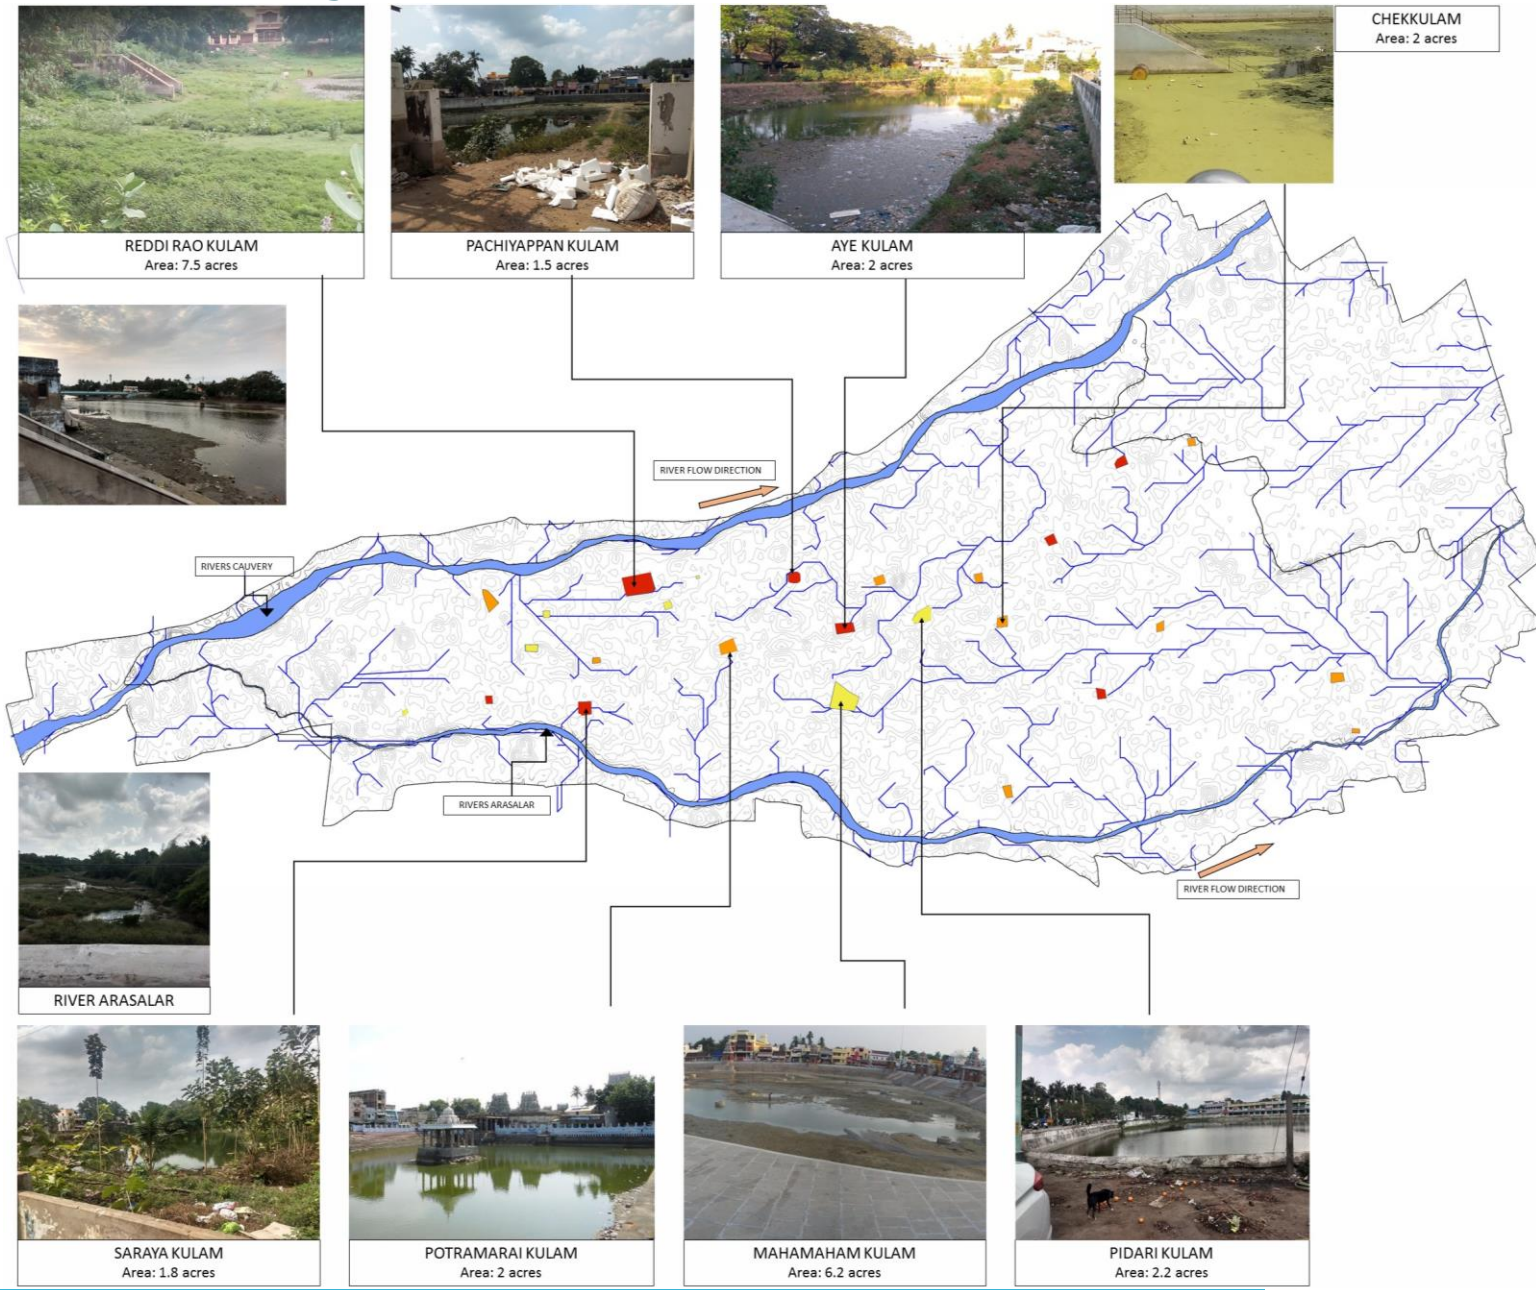 CHEKKULAM
Area: 2 acres
REDDI RAO KULAM
Area: 7.5 acres
PACHIYAPPAN KULAM
Area: 1.5 acres
AYE KULAM
Area: 2 acres
RIVER FLOW DIRECTION
RIVERS CAUVERY
RIVERS ARASALAR
RIVER FLOW DIRECTION
RIVER ARASALAR
SARAYA KULAM
Area: 1.8 acres
POTRAMARAI KULAM
Area: 2 acres
MAHAMAHAM KULAM
Area: 6.2 acres
PIDARI KULAM
Area: 2.2 acres